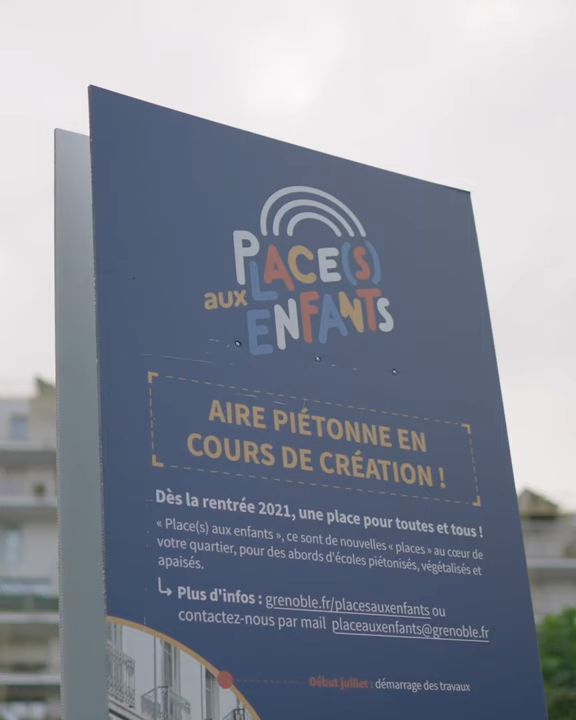 PLACE(S)
aux
ENFANTS
AIRE PIÉTONNE EN
COURS DE CRÉATION !
Dès la rentrée 2021, une place pour toutes et tous !
« Place(s) aux enfants », ce sont de nouvelles « places » au cœur de
votre quartier, pour des abords d'écoles piétonisés, végétalisés et
apaisés.
Plus d'infos : grenoble.fr/placesauxenfants ou
contactez-nous par mail placeauxenfants@grenoble.fr
Début juillet : démarrage des travaux